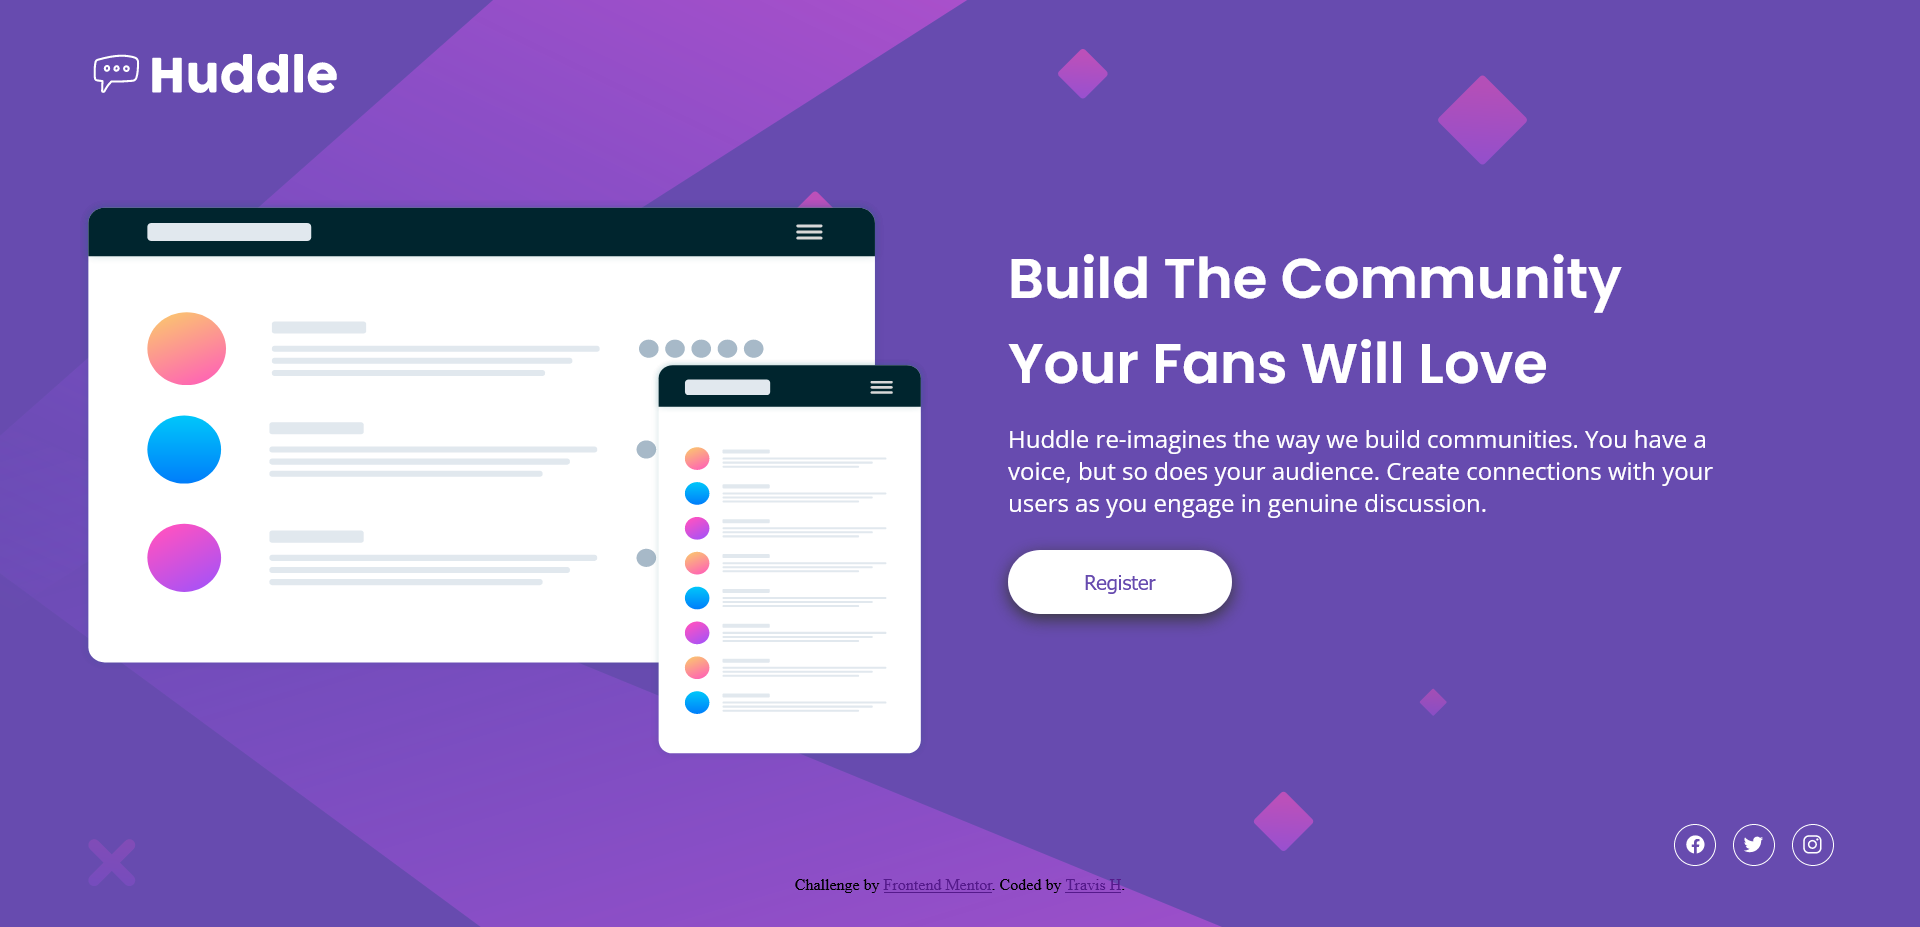 Huddle
Build The Community
Your Fans Will Love
Huddle re-imagines the way we build communities. You have a
voice, but so does your audience. Create connections with your
users as you engage in genuine discussion.
Register
Challenge by Frontend Mentor. Coded by Travis H.